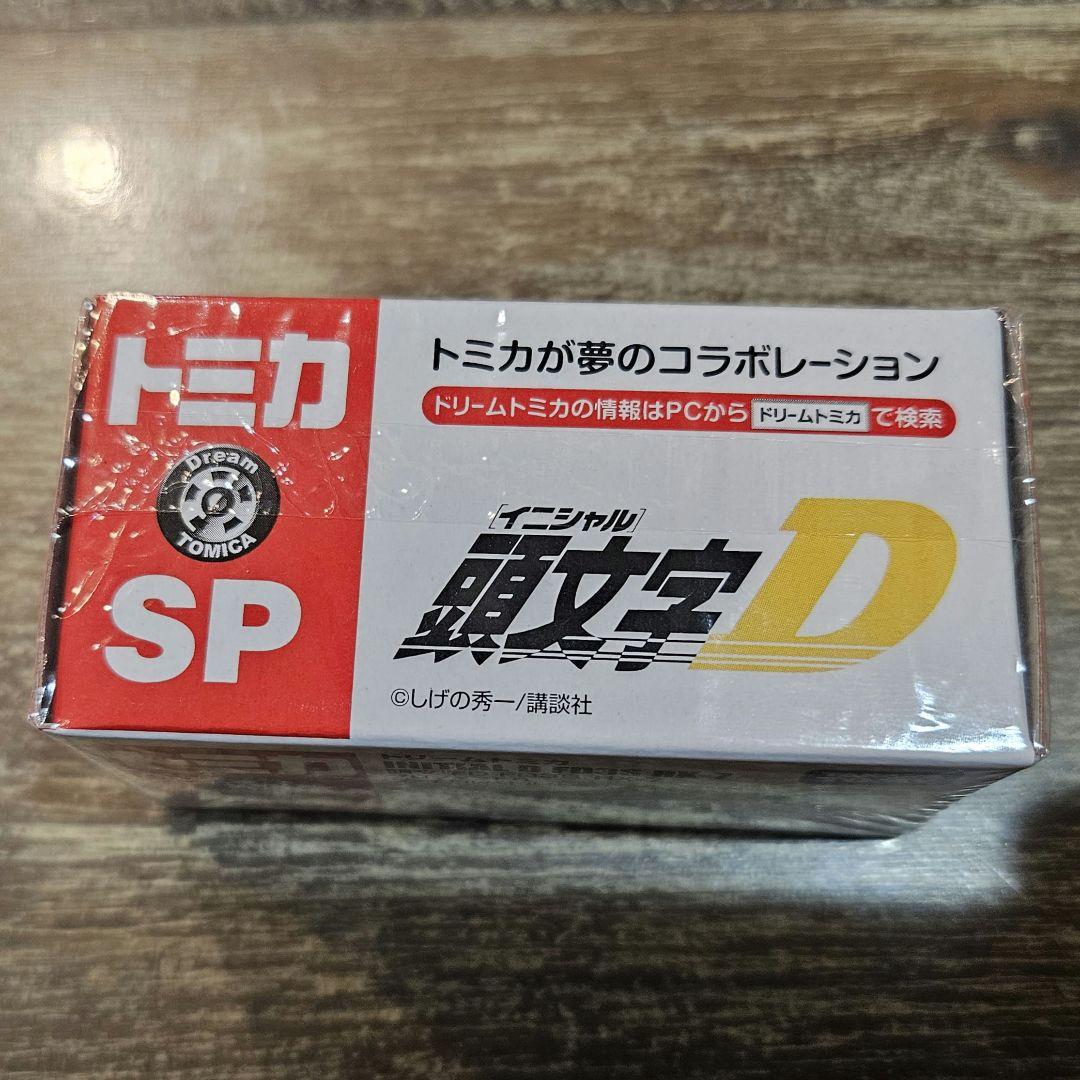 トミカ
Dream
TOMICA
SP
トミカが夢のコラボレーション
ドリームトミカの情報はPCから ドリームトミカ で検索
[イニシャル]
頭文字D
©しげの秀一/講談社